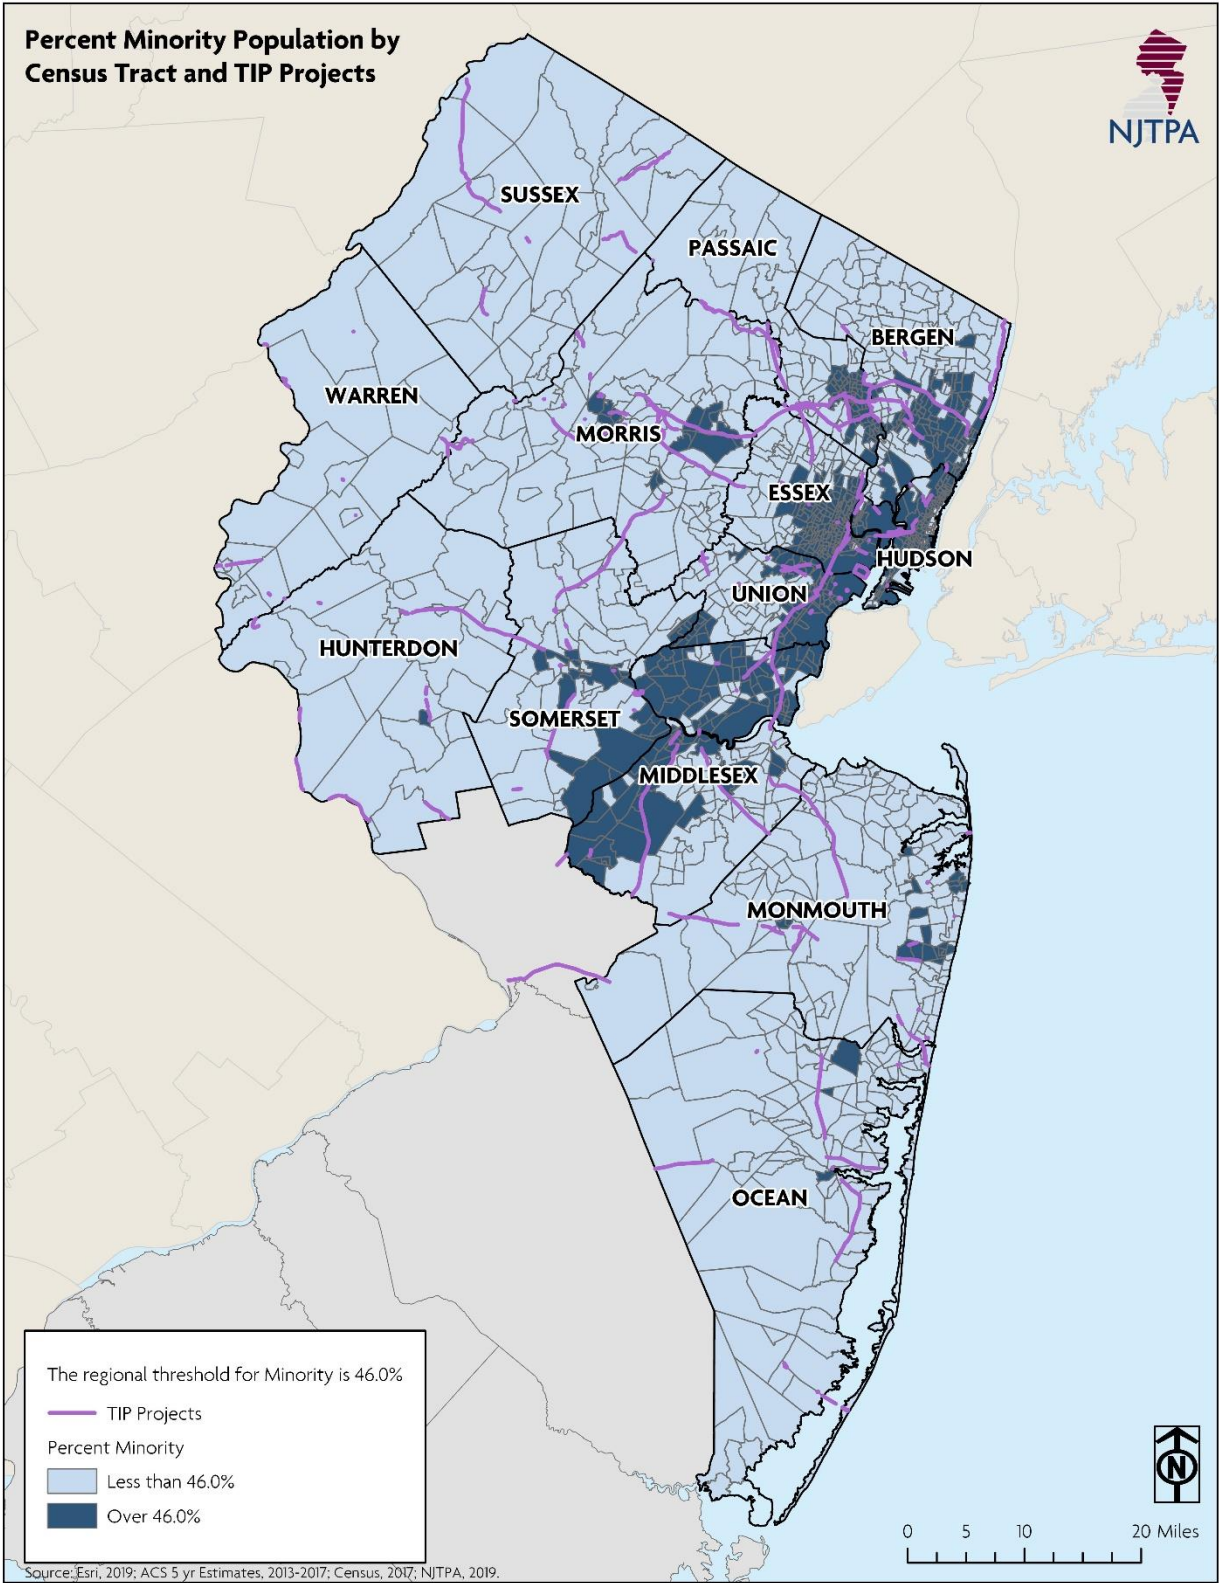 Percent Minority Population by
Census Tract and TIP Projects
NJTPA
SUSSEX
PASSAIC
BERGEN
WARREN
MORRIS
ESSEX
HUDSON
UNION
HUNTERDON
SOMERSET
MIDDLESEX
MONMOUTH
OCEAN
The regional threshold for Minority is 46.0%
TIP Projects
Percent Minority
Less than 46.0%
Over 46.0%
N
0 5 10 20 Miles
Source: Esri, 2019; ACS 5 yr Estimates, 2013-2017; Census, 2017; NJTPA, 2019.